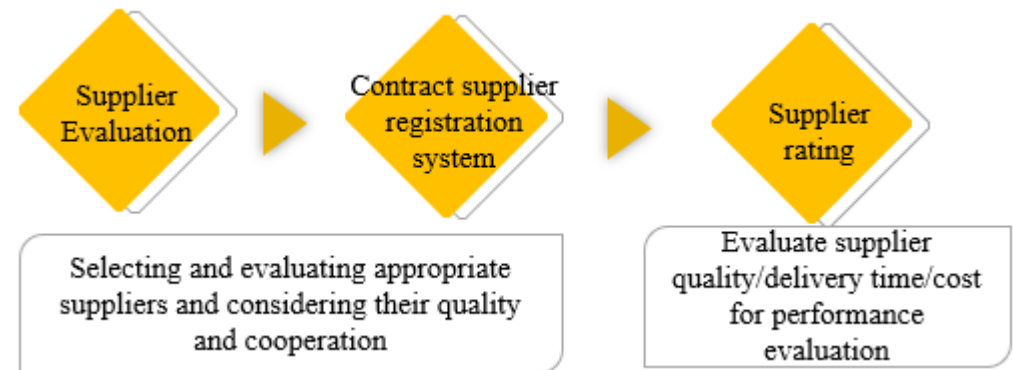 Supplier
Evaluation
Contract supplier
registration
system
Supplier
rating
Selecting and evaluating appropriate
suppliers and considering their quality
and cooperation
Evaluate supplier
quality/delivery time/cost
for performance
evaluation